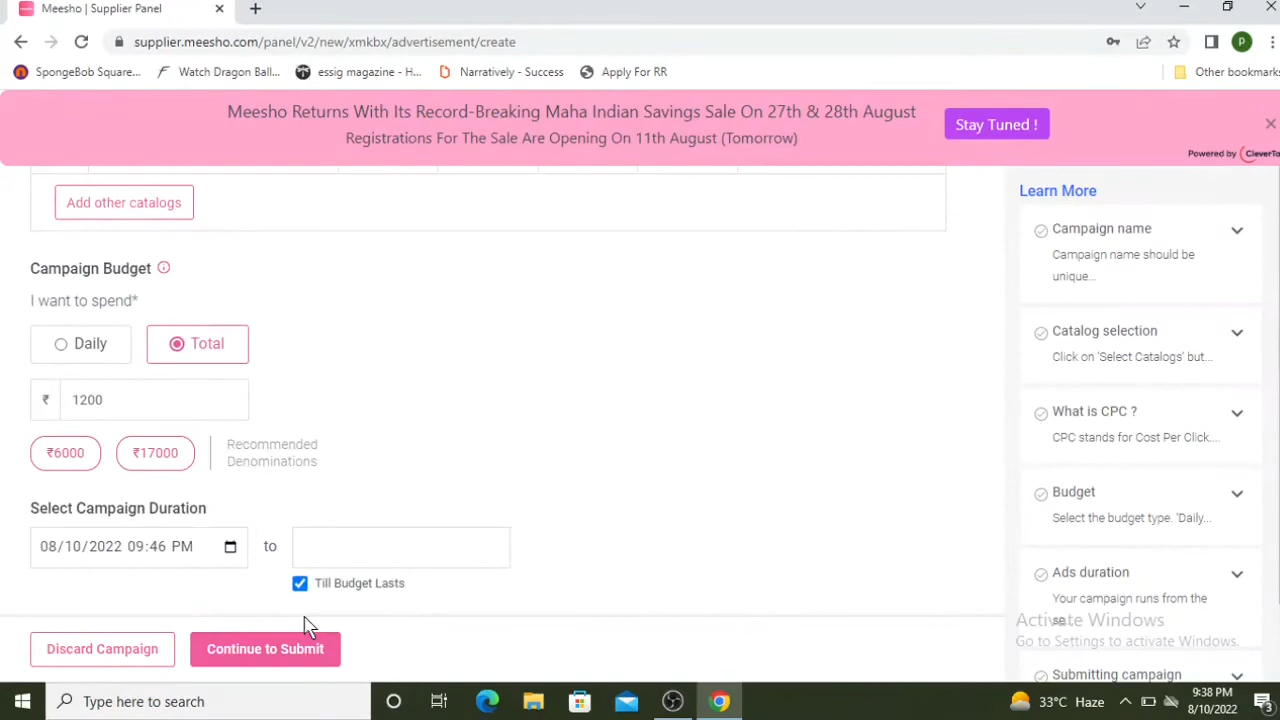 Meesho | Supplier Panel
supplier.meesho.com/panel/v2/new/xmkbx/advertisement/create
P
SpongeBob Square...
Watch Dragon Ball...
essig magazine - H...
Narratively - Success
Apply For RR
Other bookmarks
Meesho Returns With Its Record-Breaking Maha Indian Savings Sale On 27th & 28th August
Registrations For The Sale Are Opening On 11th August (Tomorrow)
Stay Tuned !
Powered by CleverTa
Add other catalogs
Campaign Budget
I want to spend*
Daily
Total
₹ 1200
₹6000
₹17000
Recommended
Denominations
Select Campaign Duration
08/10/2022 09:46 PM
to
Till Budget Lasts
Discard Campaign
Continue to Submit
Learn More
Campaign name
Campaign name should be
unique...
Catalog selection
Click on 'Select Catalogs' but...
What is CPC ?
CPC stands for Cost Per Click....
Budget
Select the budget type. 'Daily...
Ads duration
Your campaign runs from the
se...
Submitting campaign
Activate Windows
Go to Settings to activate Windows.
Type here to search
33°C Haze
9:38 PM
8/10/2022
3